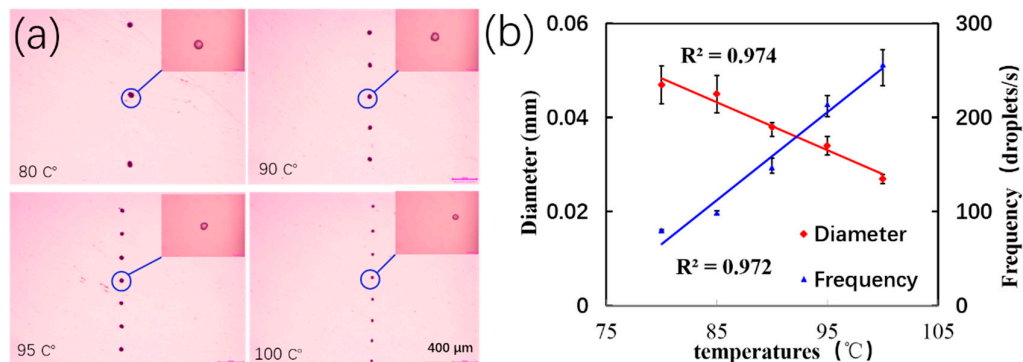 (a)
80 C°
90 C°
95 C°
100 C°
400 μm
(b)
0.06
0.04
0.02
0
Diameter (mm)
R² = 0.974
R² = 0.972
Diameter
Frequency
300
200
100
0
Frequency (droplets/s)
75
85
95
105
temperatures (℃)